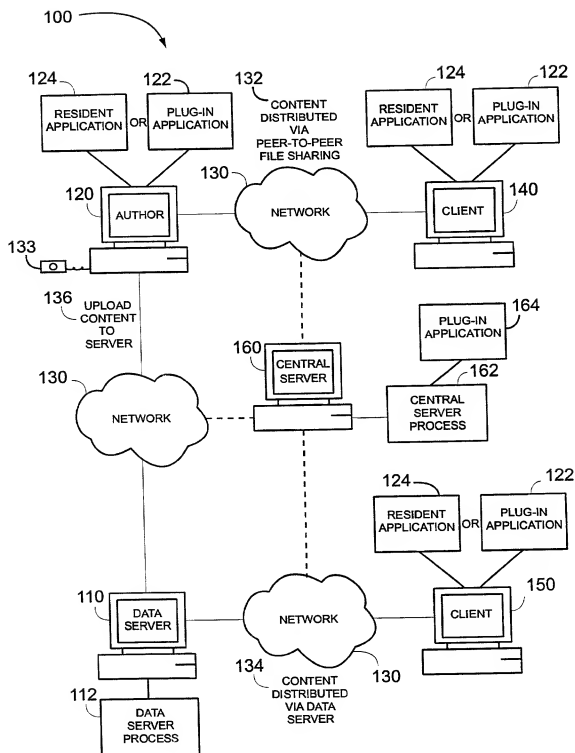 100
124
122
132
124
122
RESIDENT
APPLICATION
OR
PLUG-IN
APPLICATION
CONTENT
DISTRIBUTED
VIA
PEER-TO-PEER
FILE SHARING
RESIDENT
APPLICATION
OR
PLUG-IN
APPLICATION
130
120
AUTHOR
NETWORK
CLIENT
140
133
136
UPLOAD
CONTENT
TO
SERVER
164
PLUG-IN
APPLICATION
160
CENTRAL
SERVER
162
CENTRAL
SERVER
PROCESS
130
NETWORK
124
122
RESIDENT
APPLICATION
OR
PLUG-IN
APPLICATION
110
DATA
SERVER
NETWORK
CLIENT
150
134
CONTENT
DISTRIBUTED
VIA DATA
SERVER
130
112
DATA
SERVER
PROCESS